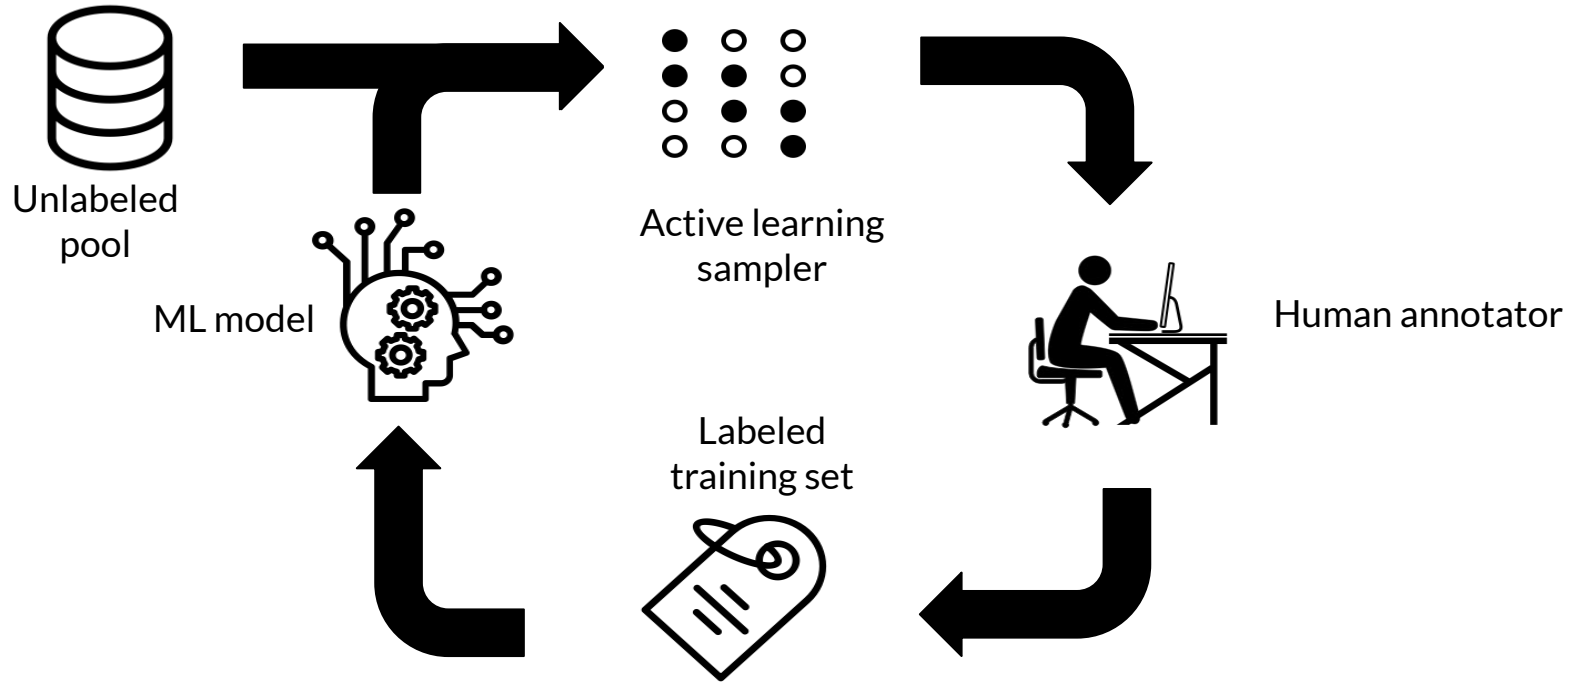 Unlabeled
pool
ML model
Active learning
sampler
Human annotator
Labeled
training set